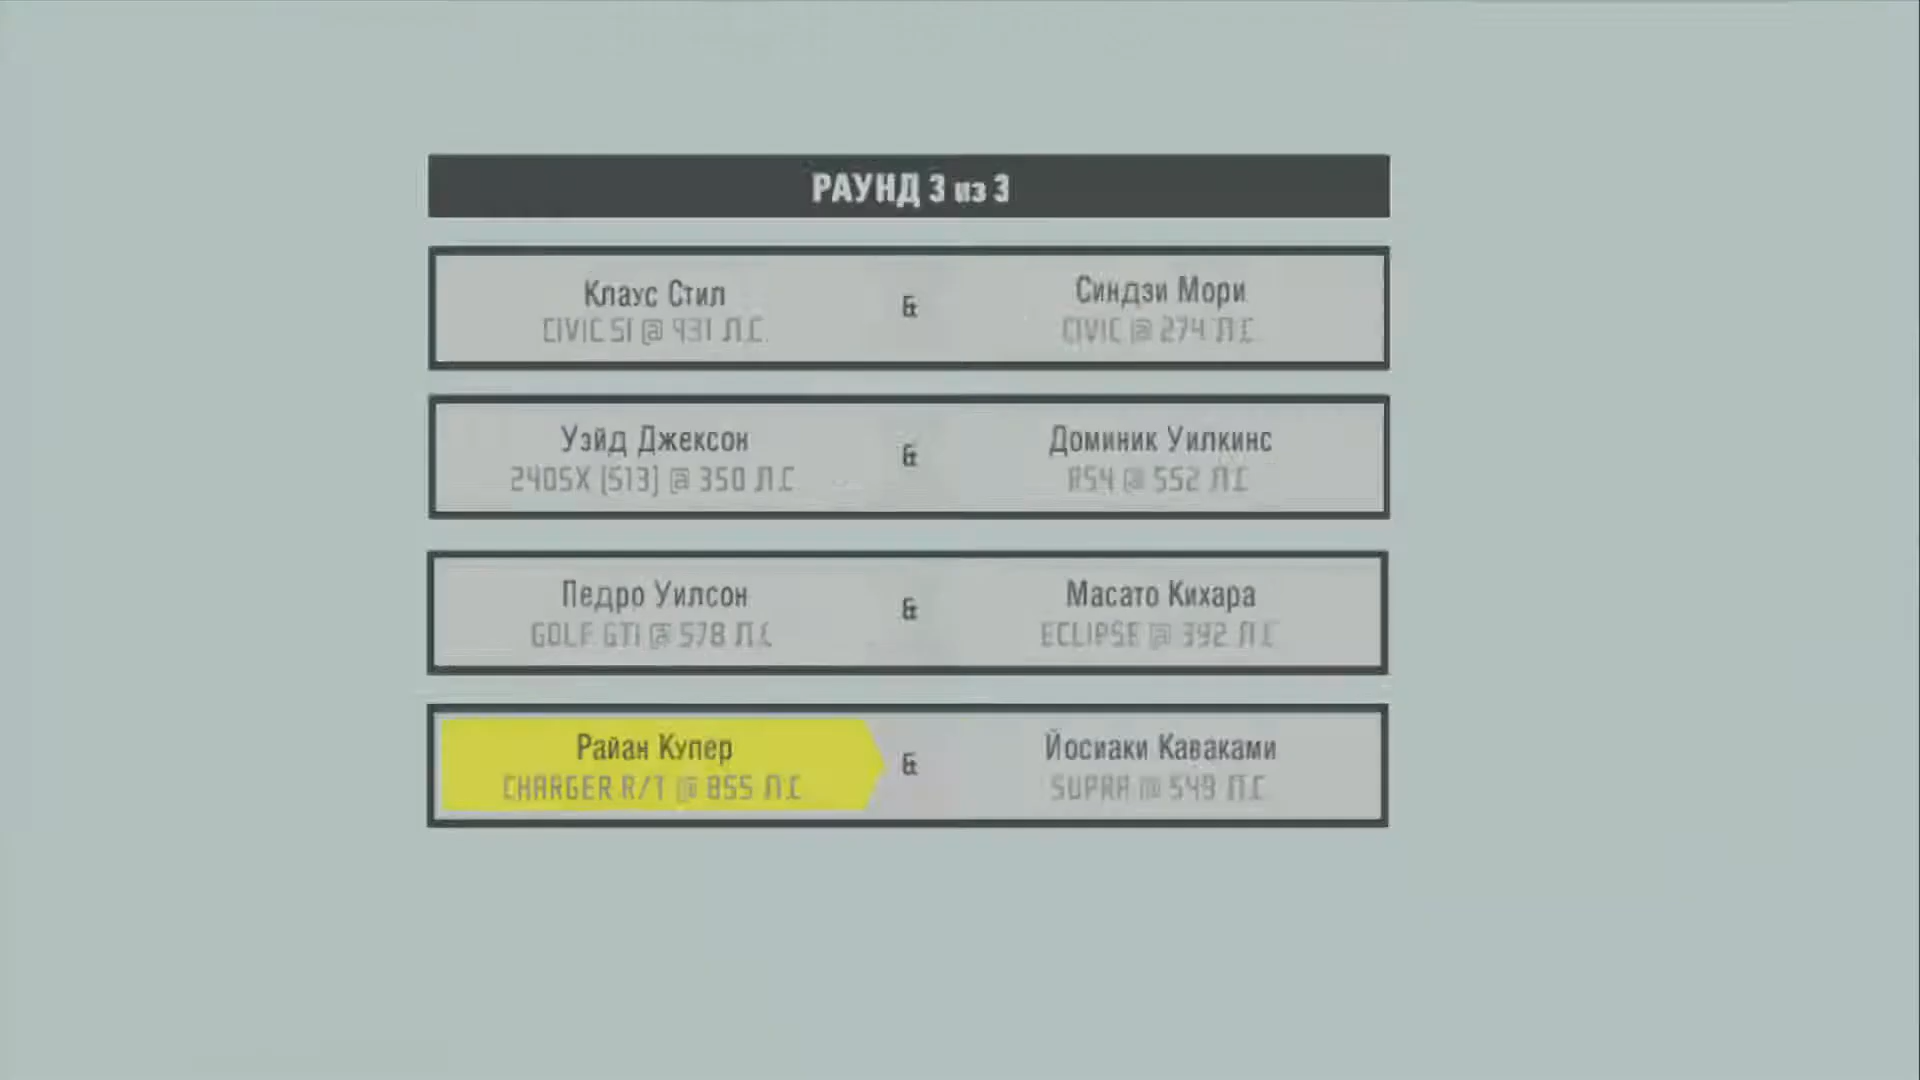 РАУНД 3 из 3
Клаус Стил & Синдзи Мори
CIVIC SI @ 431 Л.С. CIVIC @ 274 Л.С.
Уэйд Джексон & Доминик Уилкинс
240SX (S13) @ 350 Л.С. RS4 @ 552 Л.С.
Педро Уилсон & Масато Кихара
GOLF GTI @ 578 Л.С. ECLIPSE @ 392 Л.С.
Райан Купер & Йосиаки Каваками
CHARGER R/T @ 855 Л.С. SUPRA @ 549 Л.С.